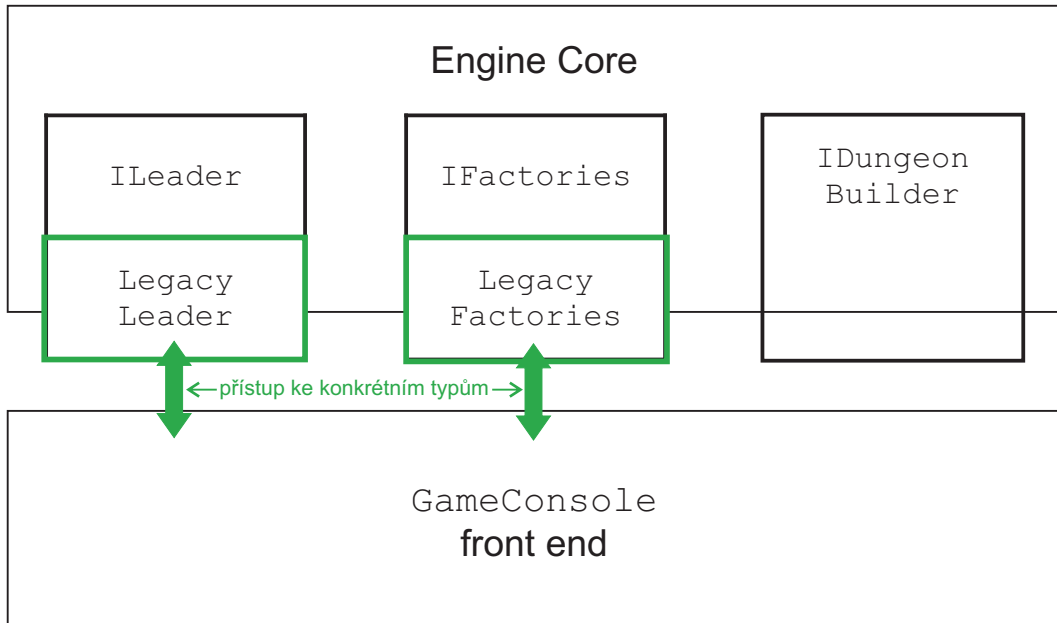 Engine Core
ILeader
IFactories
IDungeon
Builder
Legacy
Leader
Legacy
Factories
přístup ke konkrétním typům
GameConsole
front end